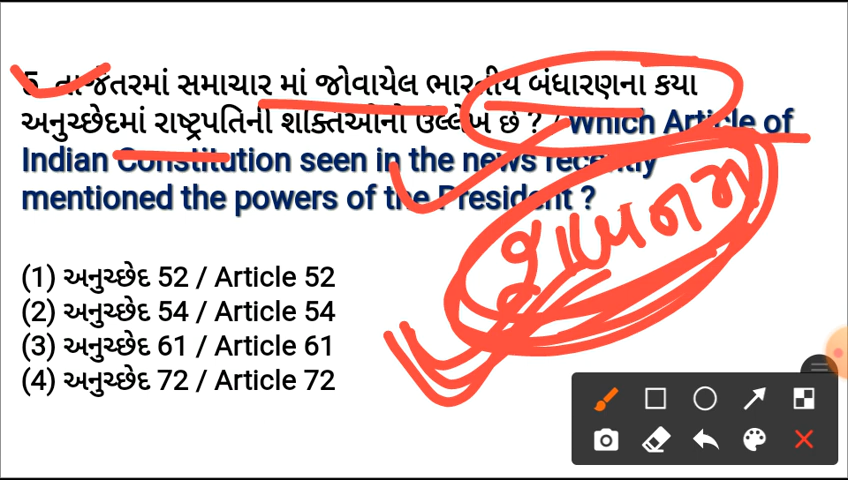 5. તાજેતરમાં સમાચાર માં જોવાયેલ ભારતીય બંધારણના કયા
અનુચ્છેદમાં રાષ્ટ્રપતિની શક્તિઓનો ઉલ્લેખ છે ? / Which Article of
Indian Constitution seen in the news recently
mentioned the powers of the President ?
શબનમ
(1) અનુચ્છેદ 52 / Article 52
(2) અનુચ્છેદ 54 / Article 54
(3) અનુચ્છેદ 61 / Article 61
(4) અનુચ્છેદ 72 / Article 72